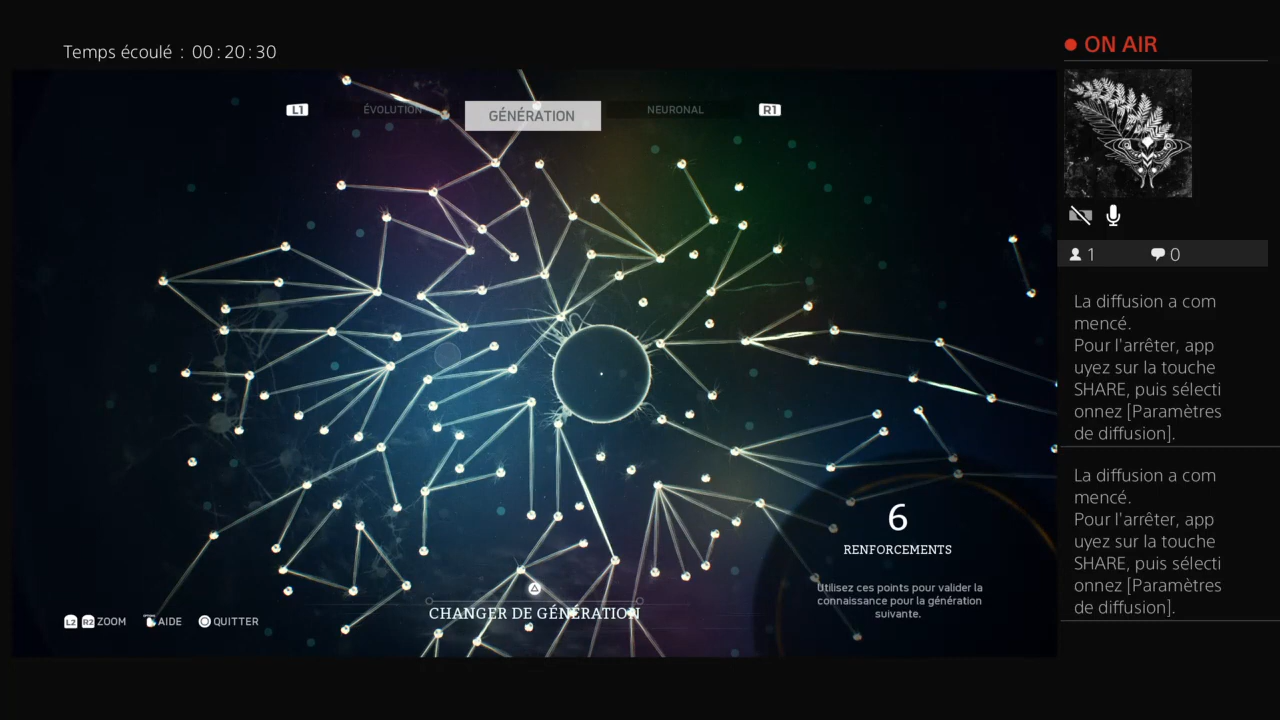 Temps écoulé : 00:20:30
ON AIR
L1 ÉVOLUTION GÉNÉRATION NEURONAL R1
1 0
La diffusion a com
mencé.
Pour l'arrêter, app
uyez sur la touche
SHARE, puis sélecti
onnez [Paramètres
de diffusion].
La diffusion a com
mencé.
Pour l'arrêter, app
uyez sur la touche
SHARE, puis sélecti
onnez [Paramètres
de diffusion].
6
RENFORCEMENTS
Utilisez ces points pour valider la
connaissance pour la génération
suivante.
CHANGER DE GÉNÉRATION
L2 R2 ZOOM AIDE QUITTER